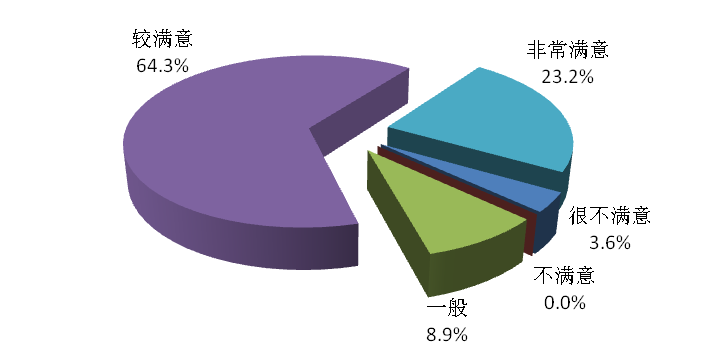 较满意
64.3%
非常满意
23.2%
很不满意
3.6%
不满意
0.0%
一般
8.9%